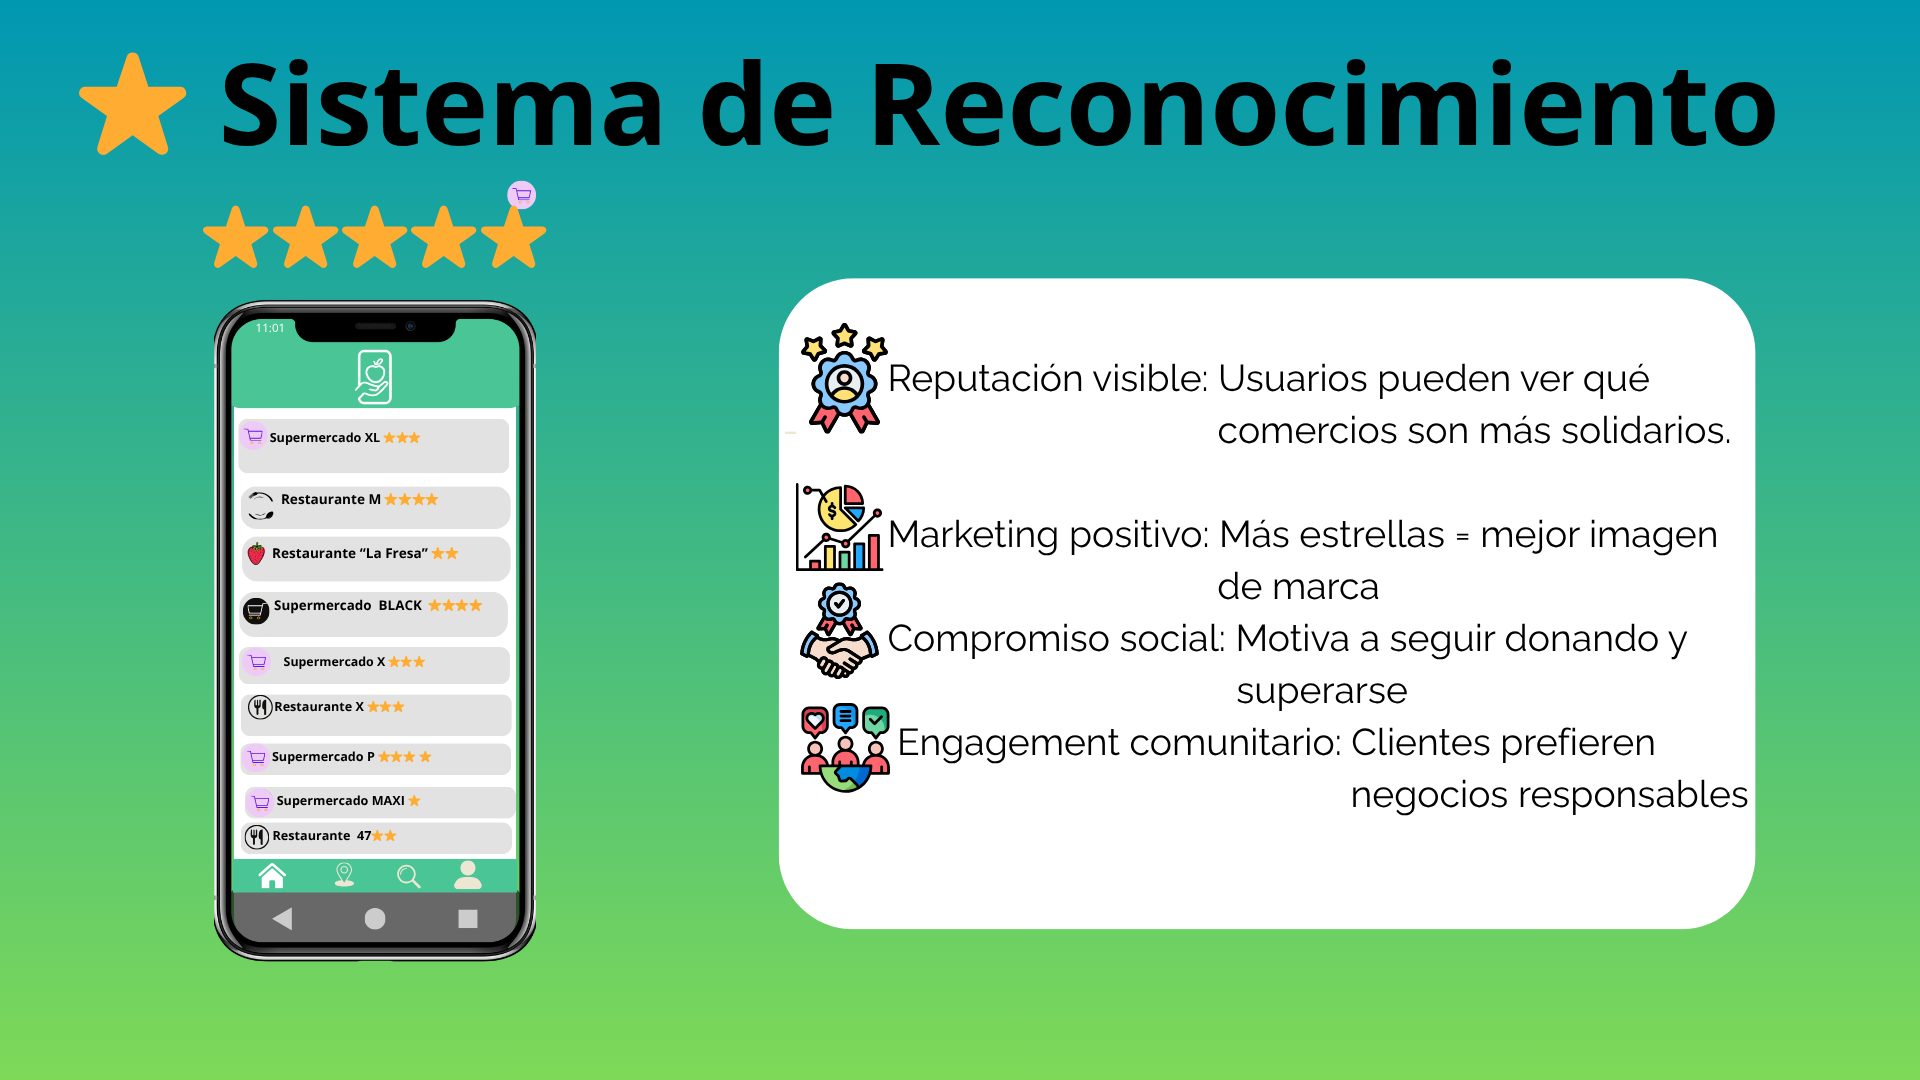 Sistema de Reconocimiento
11:01
Supermercado XL
Restaurante M
Restaurante “La Fresa”
Supermercado BLACK
Supermercado X
Restaurante X
Supermercado P
Supermercado MAXI
Restaurante 47
Reputación visible: Usuarios pueden ver qué
comercios son más solidarios.
$
Marketing positivo: Más estrellas = mejor imagen
de marca
Compromiso social: Motiva a seguir donando y
superarse
Engagement comunitario: Clientes prefieren
negocios responsables